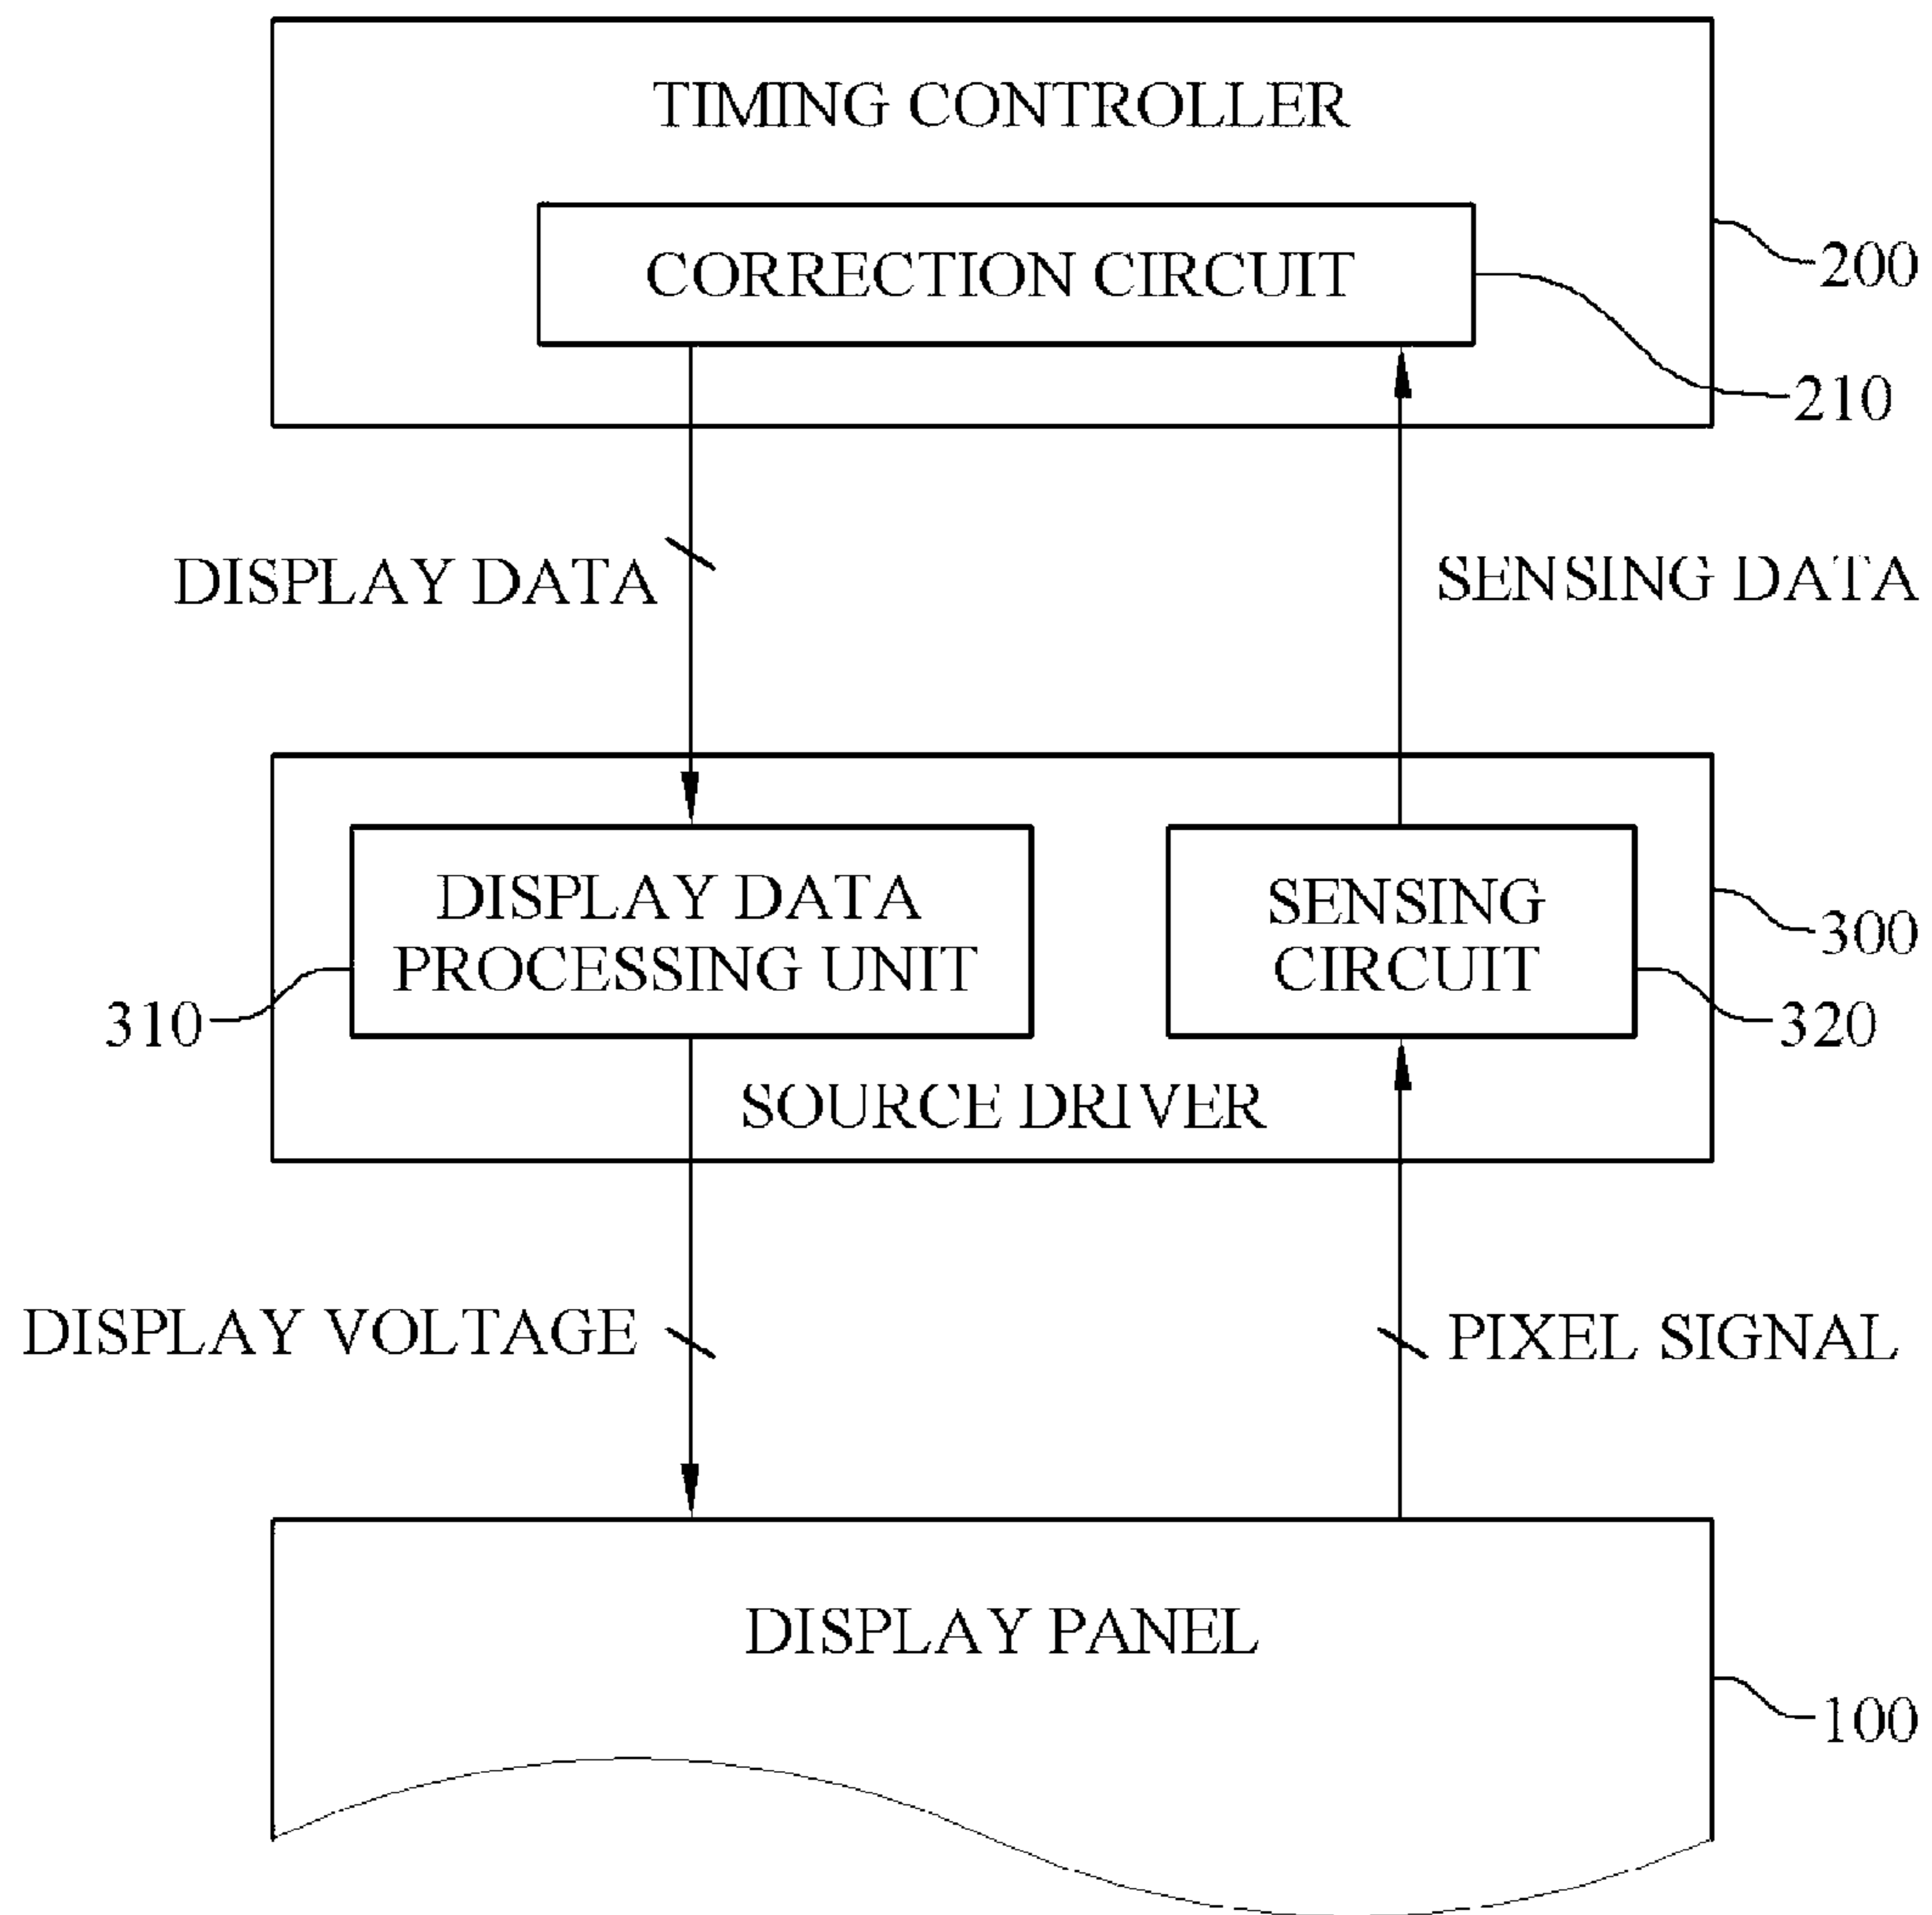 TIMING CONTROLLER
CORRECTION CIRCUIT
200
210
DISPLAY DATA
SENSING DATA
DISPLAY DATA
PROCESSING UNIT
SENSING
CIRCUIT
300
310
320
SOURCE DRIVER
DISPLAY VOLTAGE
PIXEL SIGNAL
DISPLAY PANEL
100